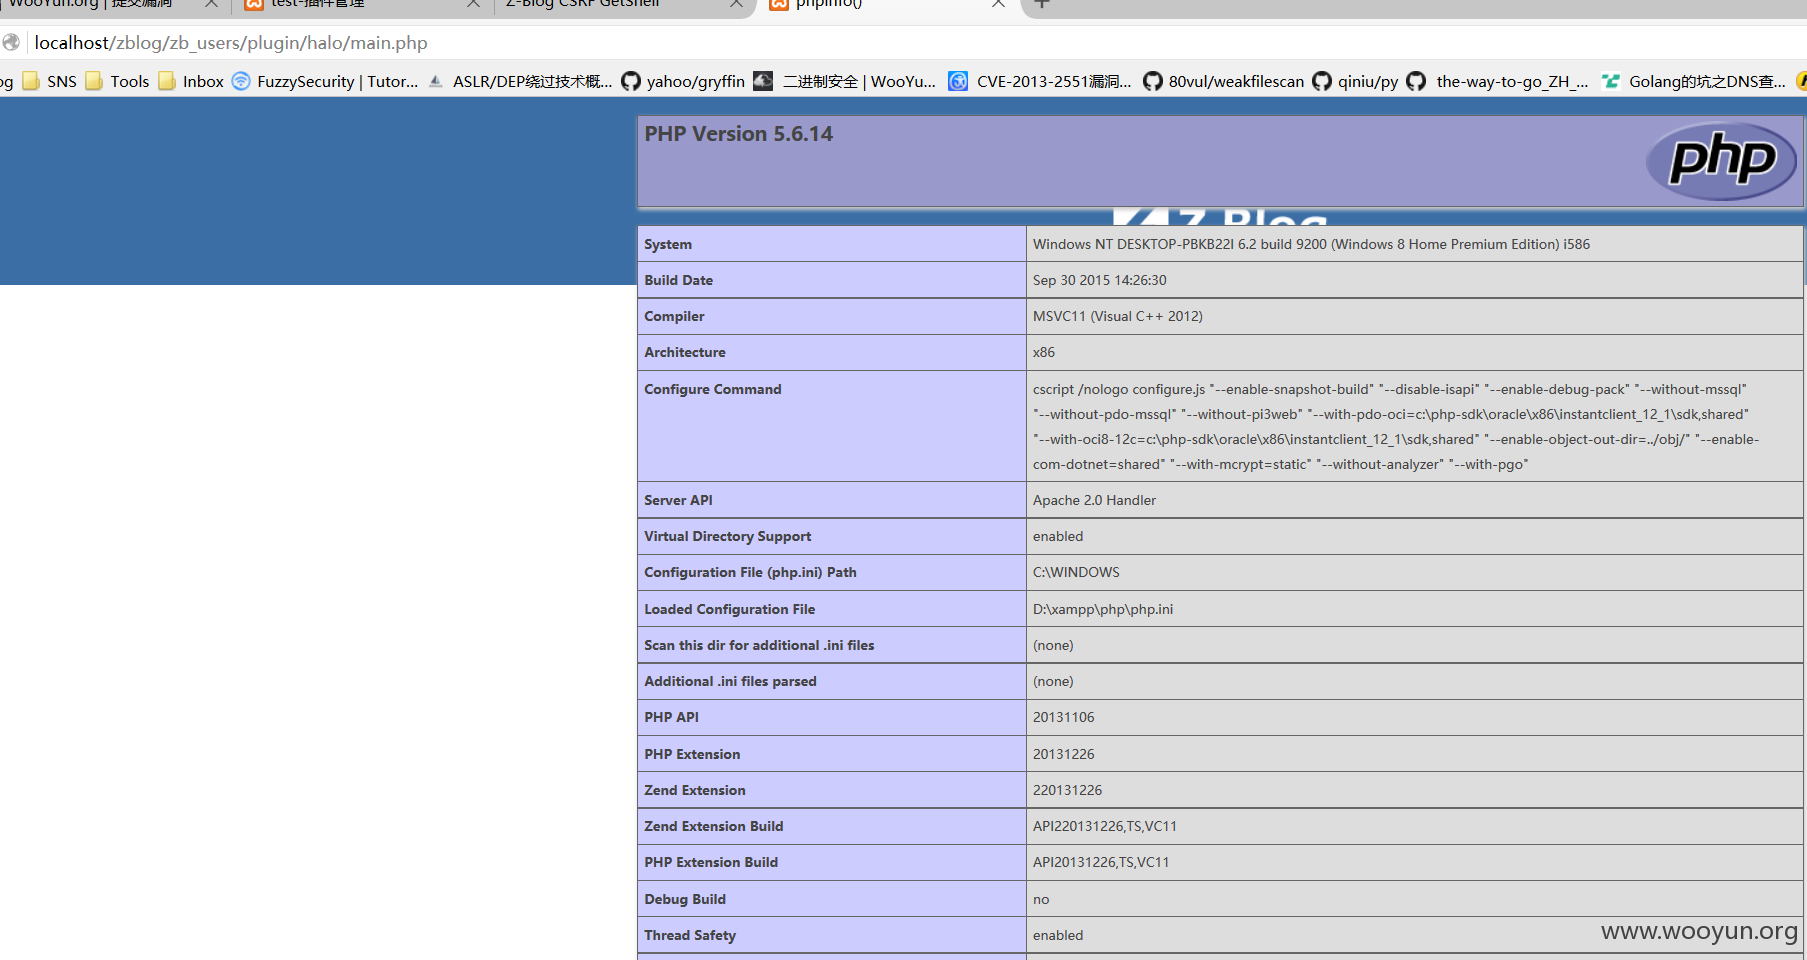 WooYun.org | 提交漏洞
test-插件管理
Z-Blog CSRF GetShell
phpinfo()
localhost/zblog/zb_users/plugin/halo/main.php
og SNS Tools Inbox FuzzySecurity | Tutor... ASLR/DEP绕过技术概... yahoo/gryffin 二进制安全 | WooYu... CVE-2013-2551漏洞... 80vul/weakfilescan qiniu/py the-way-to-go_ZH_... Golang的坑之DNS查...
PHP Version 5.6.14
php
Z-Blog
System Windows NT DESKTOP-PBKB22I 6.2 build 9200 (Windows 8 Home Premium Edition) i586
Build Date Sep 30 2015 14:26:30
Compiler MSVC11 (Visual C++ 2012)
Architecture x86
Configure Command cscript /nologo configure.js "--enable-snapshot-build" "--disable-isapi" "--enable-debug-pack" "--without-mssql"
"--without-pdo-mssql" "--without-pi3web" "--with-pdo-oci=c:\php-sdk\oracle\x86\instantclient_12_1\sdk,shared"
"--with-oci8-12c=c:\php-sdk\oracle\x86\instantclient_12_1\sdk,shared" "--enable-object-out-dir=../obj/" "--enable-
com-dotnet=shared" "--with-mcrypt=static" "--without-analyzer" "--with-pgo"
Server API Apache 2.0 Handler
Virtual Directory Support enabled
Configuration File (php.ini) Path C:\WINDOWS
Loaded Configuration File D:\xampp\php\php.ini
Scan this dir for additional .ini files (none)
Additional .ini files parsed (none)
PHP API 20131106
PHP Extension 20131226
Zend Extension 220131226
Zend Extension Build API220131226,TS,VC11
PHP Extension Build API20131226,TS,VC11
Debug Build no
Thread Safety enabled
www.wooyun.org